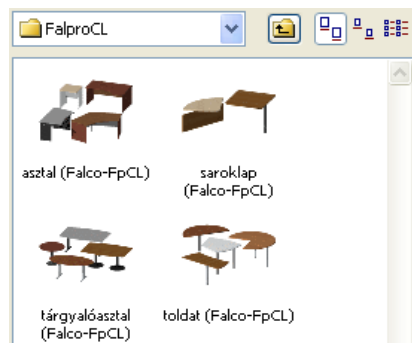 FalproCL
asztal (Falco-FpCL)
saroklap
(Falco-FpCL)
tárgyalóasztal
(Falco-FpCL)
toldat (Falco-FpCL)